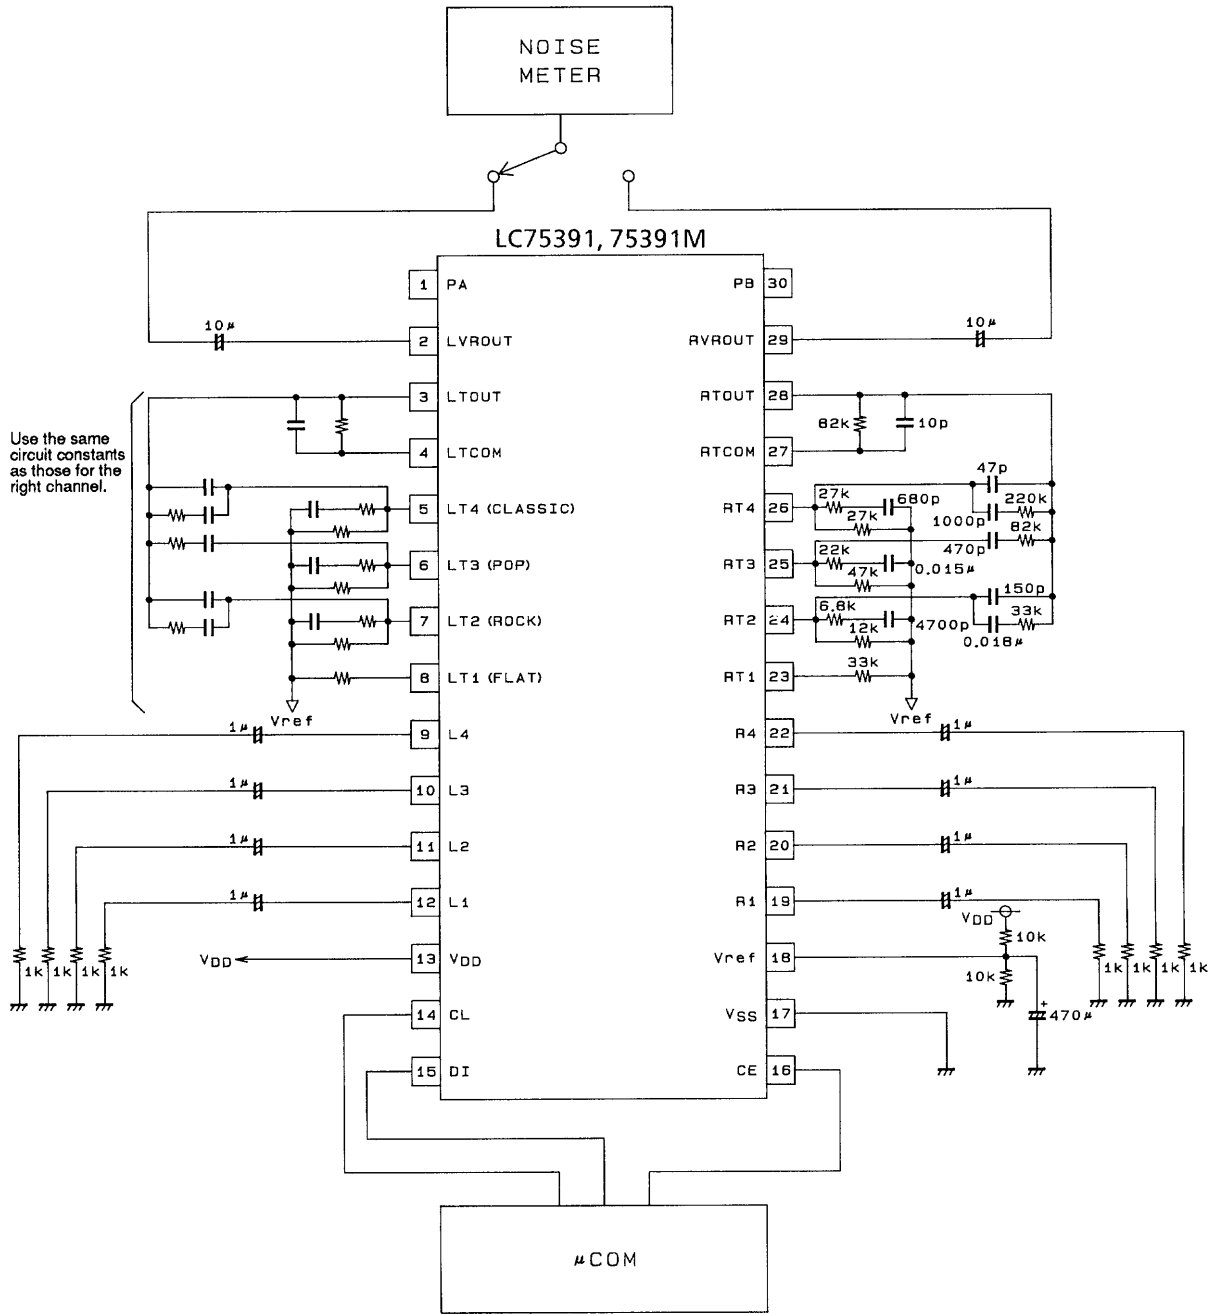 NOISE
METER
LC75391, 75391M
1 PA
PB 30
10μ
2 LVROUT
RVROUT 29
10μ
3 LTOUT
RTOUT 28
82k
10p
Use the same
circuit constants
as those for the
right channel.
4 LTCOM
RTCOM 27
47p
5 LT4 (CLASSIC)
RT4 26
27k
680p
220k
27k
1000p
82k
6 LT3 (POP)
RT3 25
22k
470p
0.015μ
47k
150p
7 LT2 (ROCK)
RT2 24
6.8k
4700p
33k
12k
0.018μ
8 LT1 (FLAT)
RT1 23
33k
Vref
Vref
1μ
9 L4
R4 22
1μ
1μ
10 L3
R3 21
1μ
1μ
11 L2
R2 20
1μ
1μ
12 L1
R1 19
1μ
VDD
10k
1k 1k 1k 1k
VDD
13 VDD
Vref 18
10k
1k 1k 1k 1k
14 CL
VSS 17
+
470μ
15 DI
CE 16
μCOM